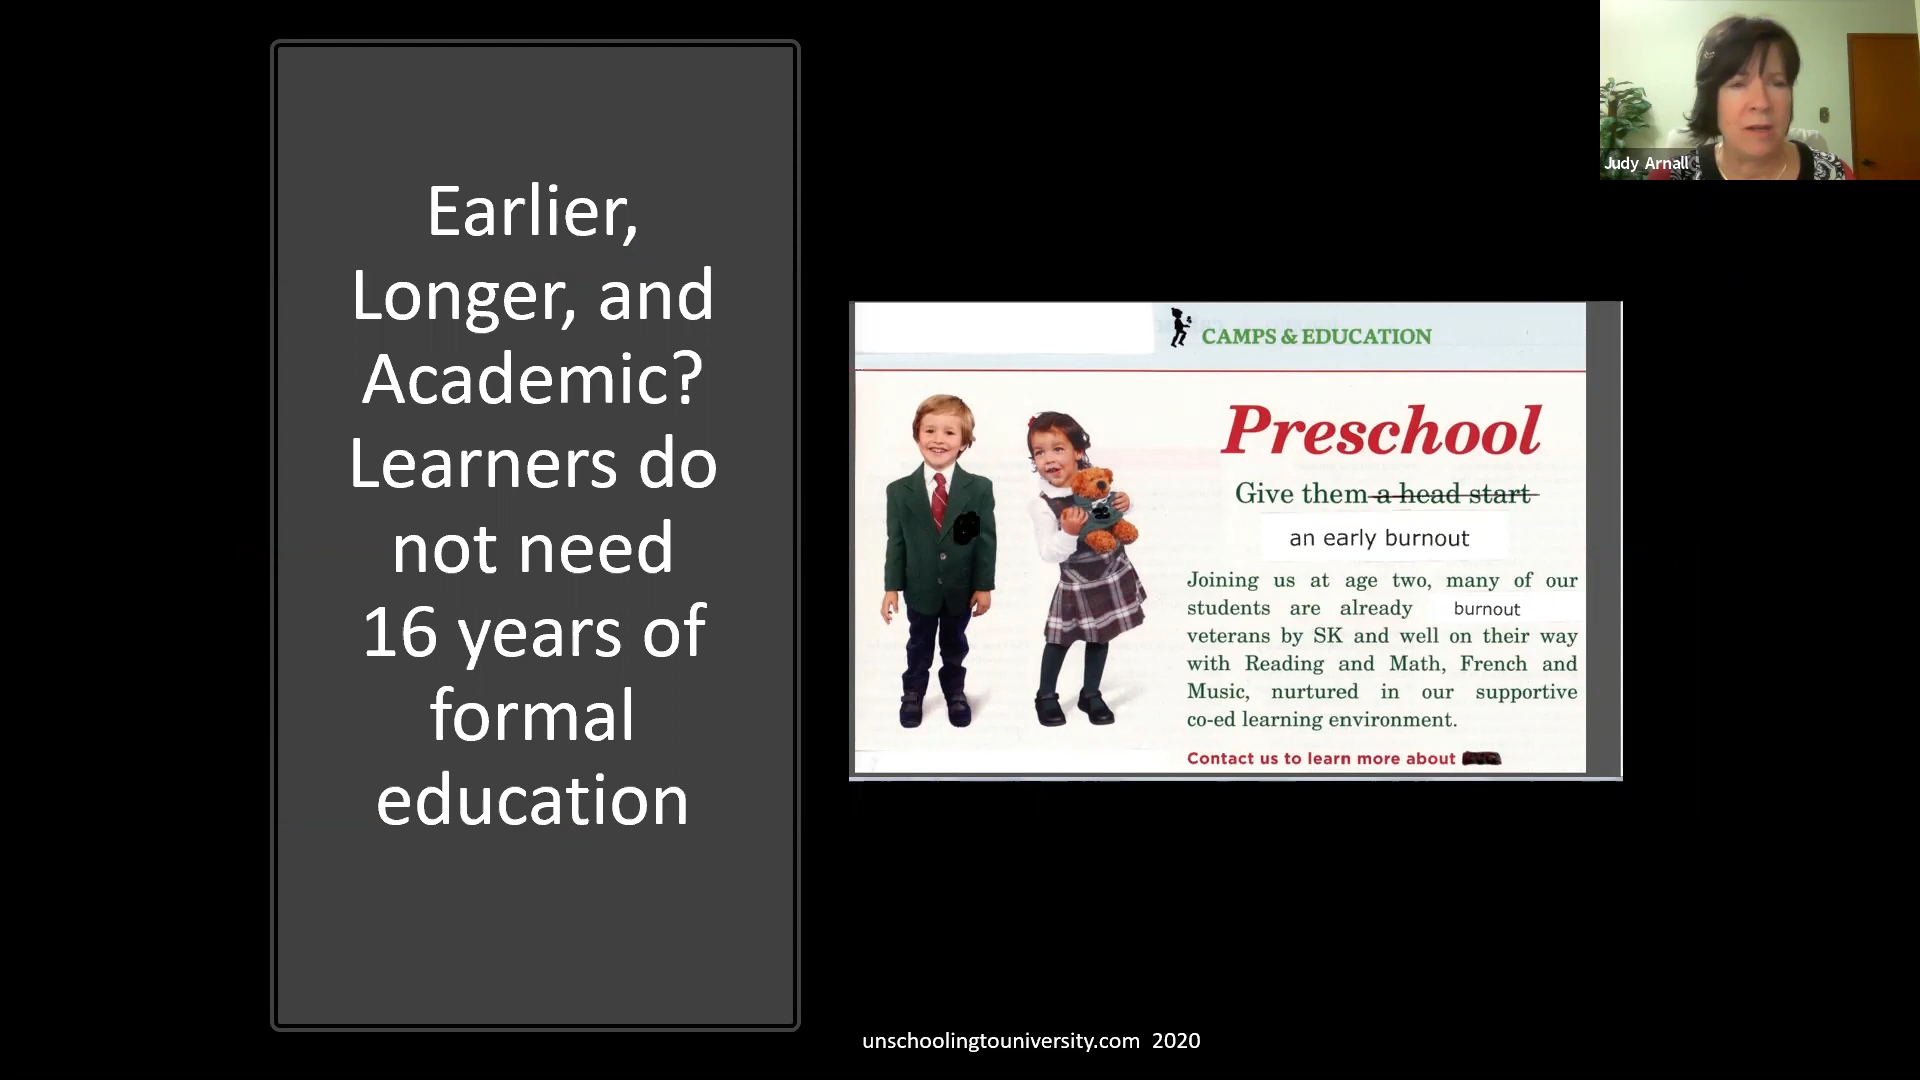 Earlier,
Longer, and
Academic?
Learners do
not need
16 years of
formal
education
Judy Arnall
CAMPS & EDUCATION
Preschool
Give them a head start
an early burnout
Joining us at age two, many of our
students are already burnout
veterans by SK and well on their way
with Reading and Math, French and
Music, nurtured in our supportive
co-ed learning environment.
Contact us to learn more about
unschoolingtouniversity.com 2020